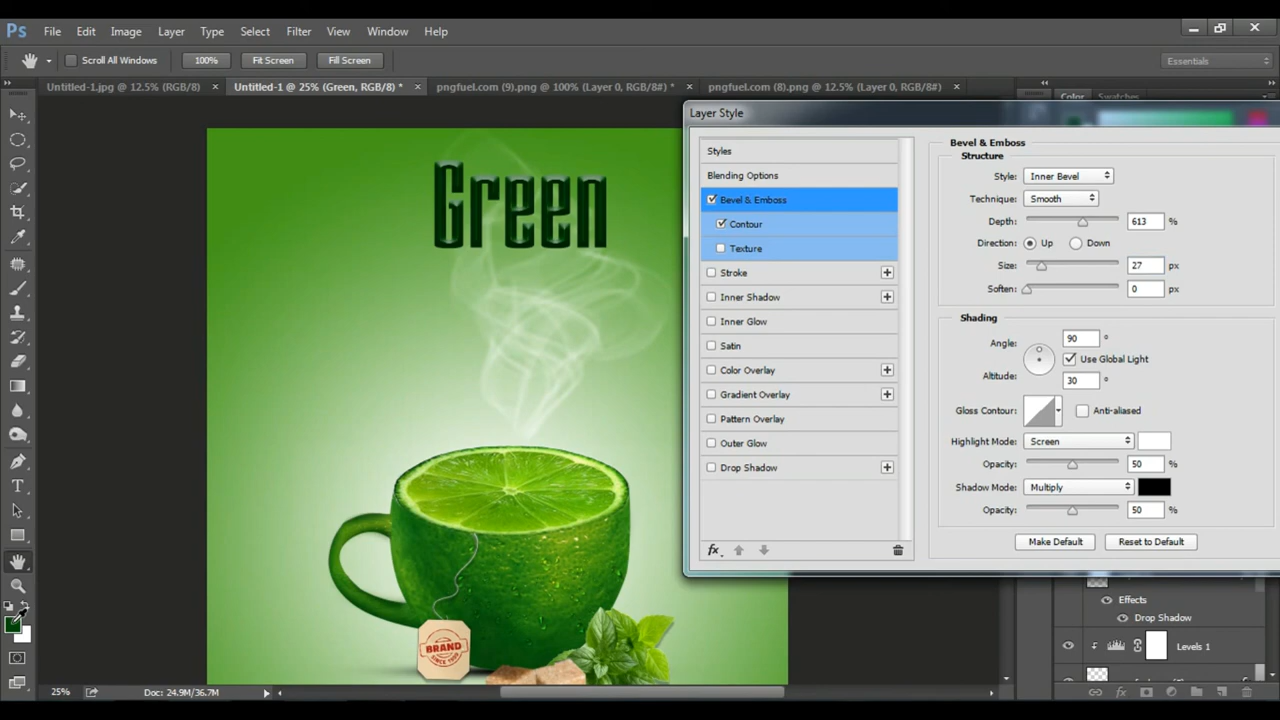 Ps File Edit Image Layer Type Select Filter View Window Help
Scroll All Windows 100% Fit Screen Fill Screen Essentials
Untitled-1.jpg @ 12.5% (RGB/8) × Untitled-1 @ 25% (Green, RGB/8) * × pngfuel.com (9).png @ 100% (Layer 0, RGB/8#) * × pngfuel.com (8).png @ 12.5% (Layer 0, RGB/8#) ×
Color Swatches
Layer Style
Styles
Blending Options
Bevel & Emboss
Contour
Texture
Stroke
Inner Shadow
Inner Glow
Satin
Color Overlay
Gradient Overlay
Pattern Overlay
Outer Glow
Drop Shadow
fx
Bevel & Emboss
Structure
Style: Inner Bevel
Technique: Smooth
Depth: 613 %
Direction: Up Down
Size: 27 px
Soften: 0 px
Shading
Angle: 90 °
Use Global Light
Altitude: 30 °
Gloss Contour: Anti-aliased
Highlight Mode: Screen
Opacity: 50 %
Shadow Mode: Multiply
Opacity: 50 %
Make Default Reset to Default
Green
BRAND
SINCE 1990
Effects
Drop Shadow
Levels 1
fx
25% Doc: 24.9M/36.7M